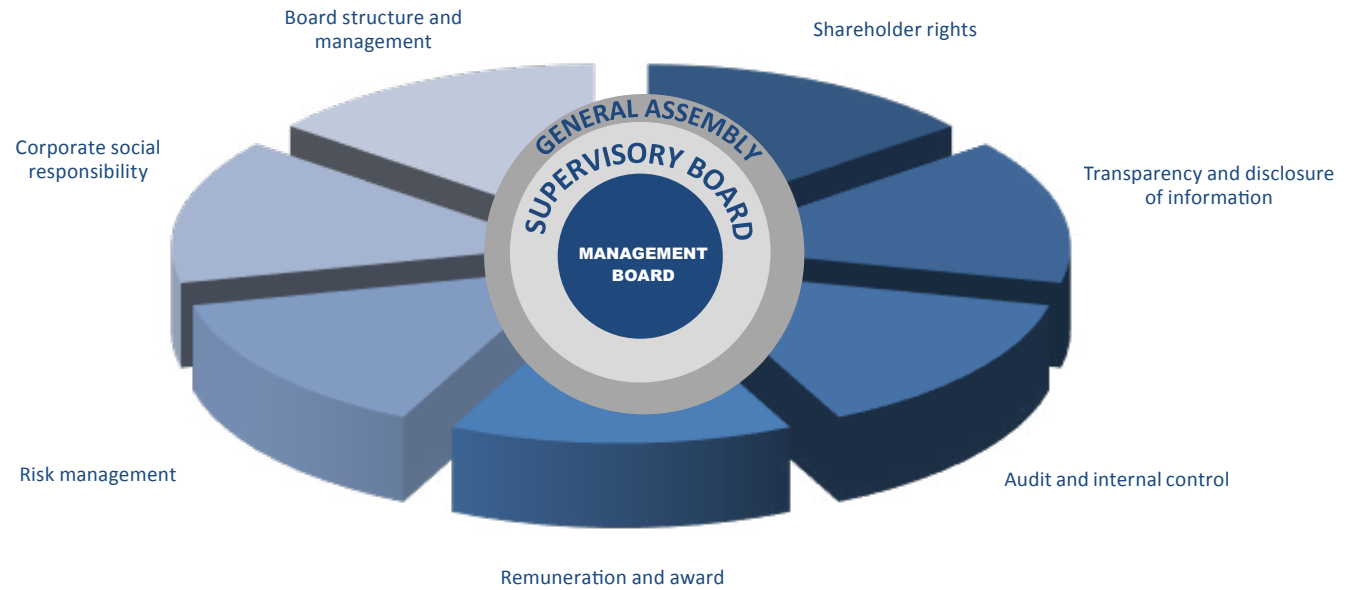 Board structure and
management
Shareholder rights
Corporate social
responsibility
Transparency and disclosure
of information
GENERAL ASSEMBLY
SUPERVISORY BOARD
MANAGEMENT
BOARD
Risk management
Audit and internal control
Remuneration and award